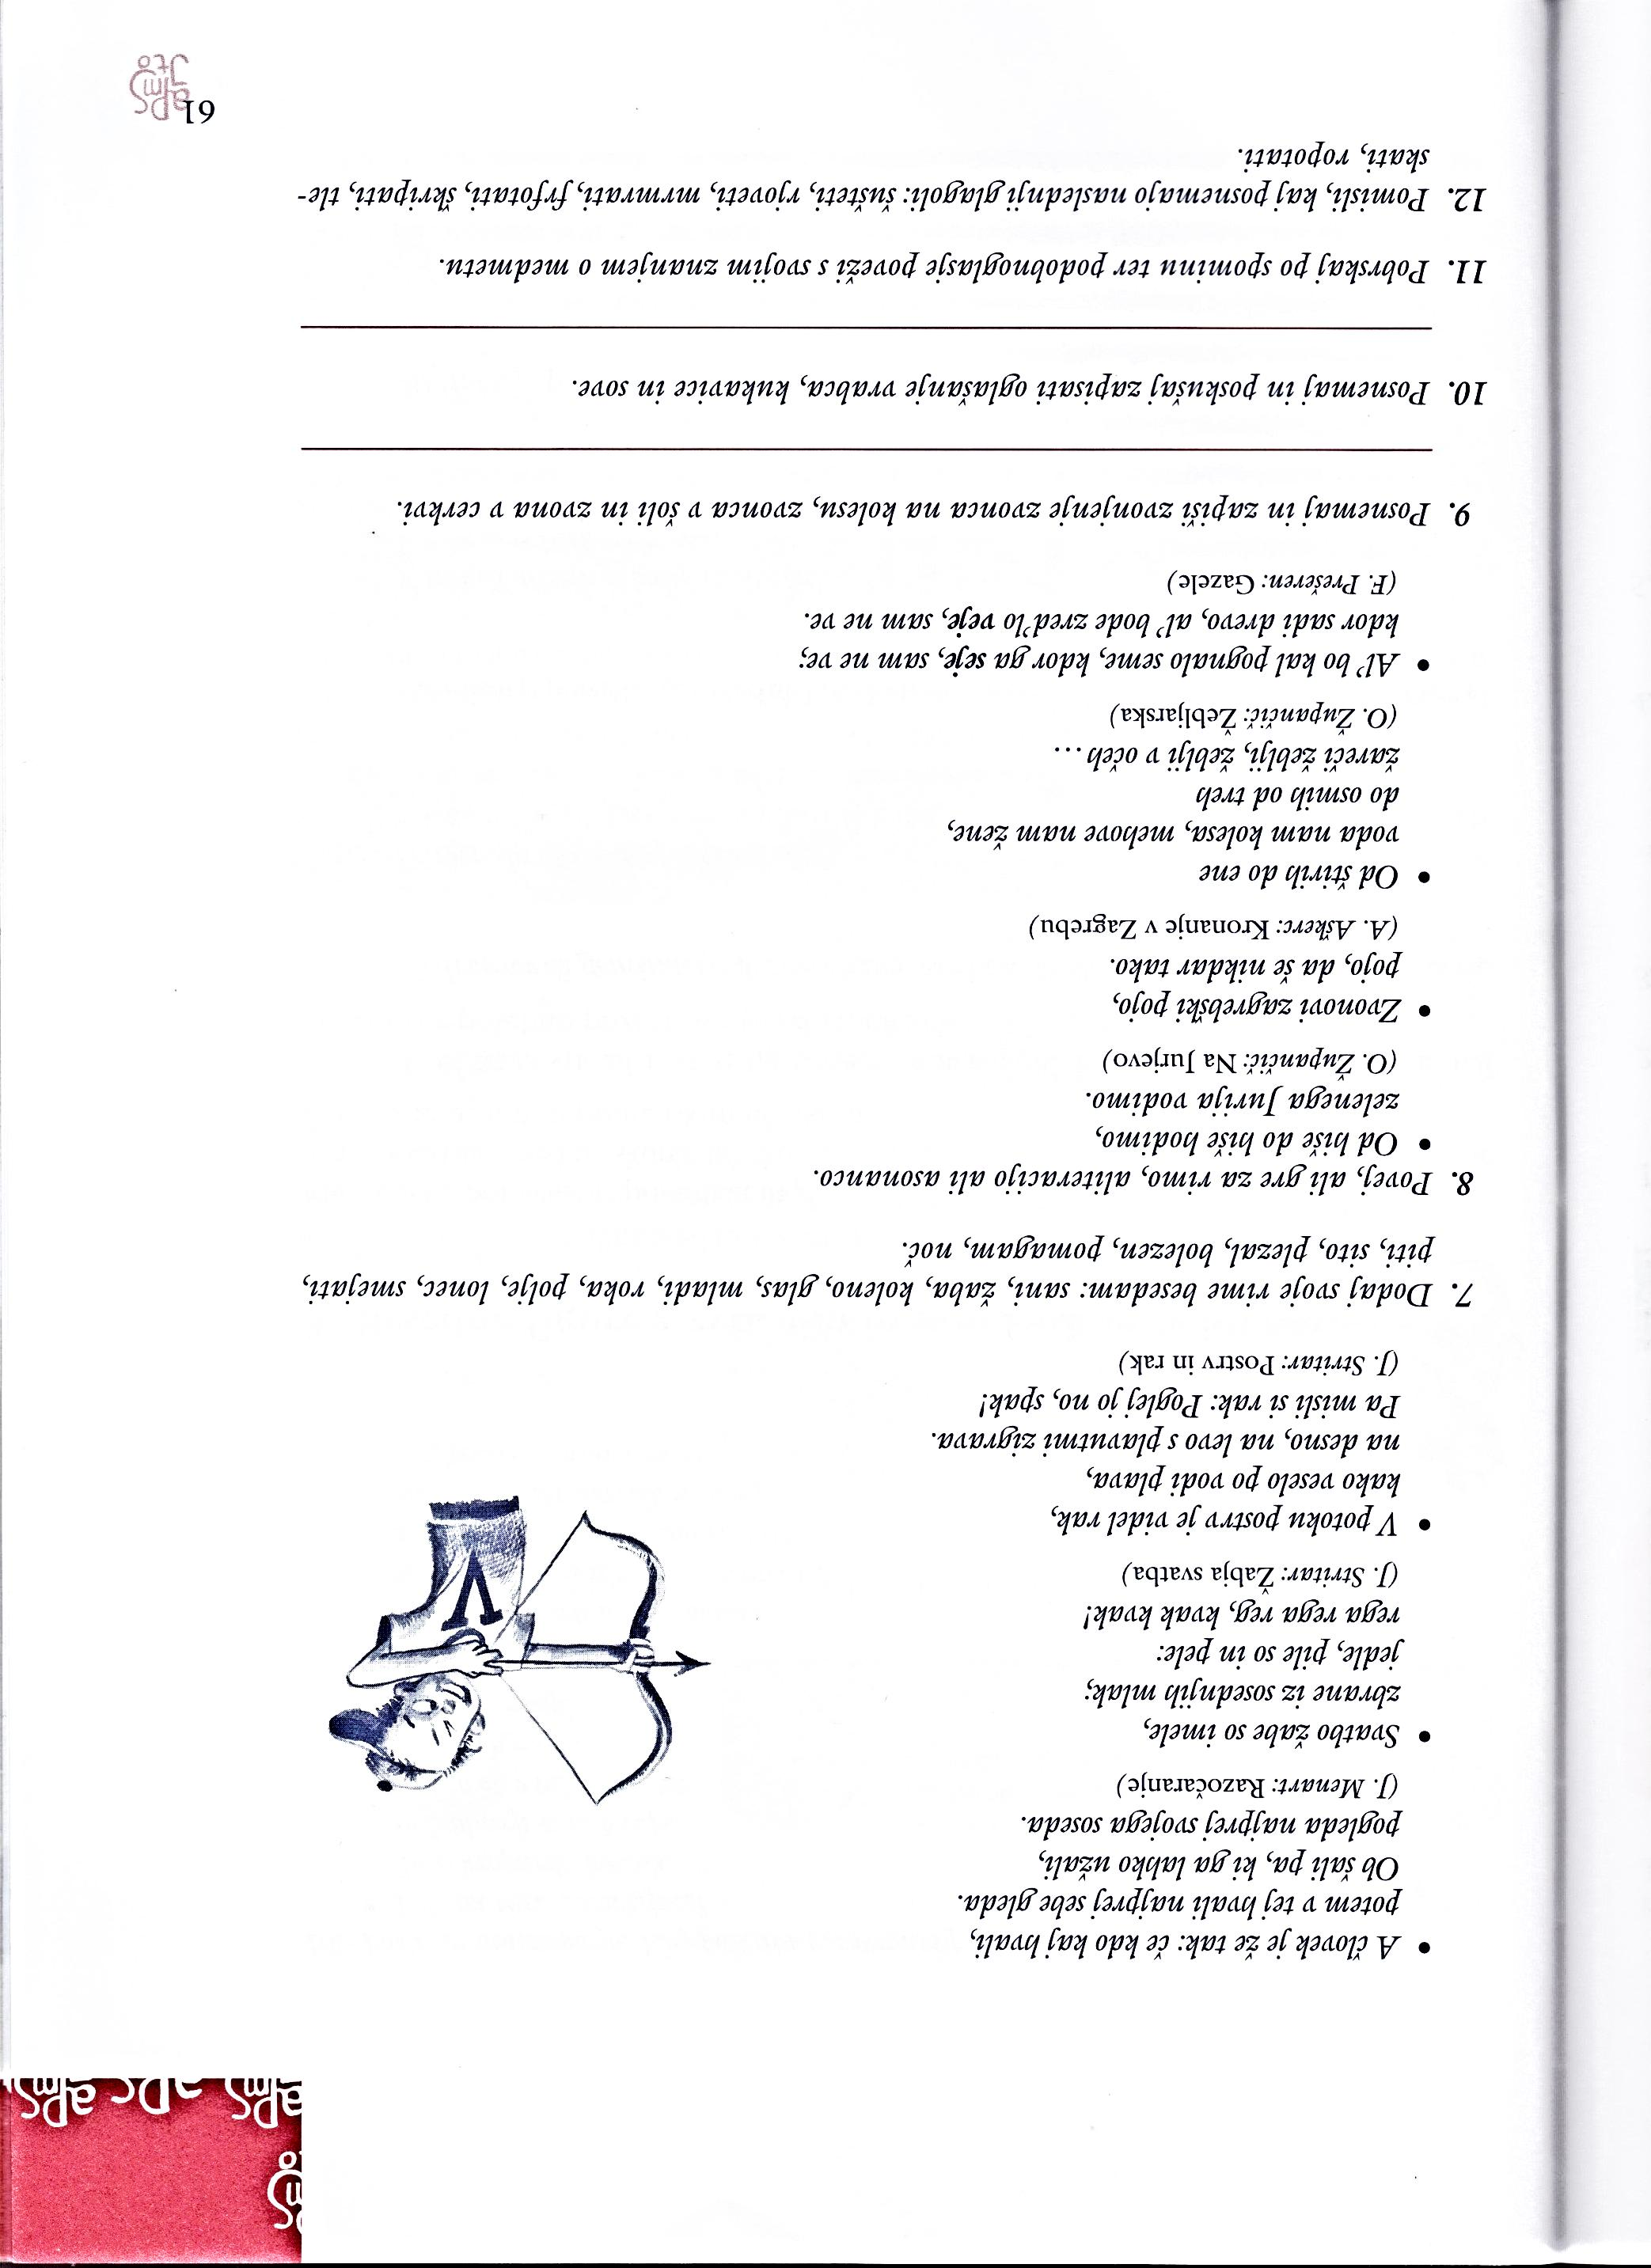 • A človek je že tak: če kdo kaj hvali,
potem v tej hvali najprej sebe gleda.
Ob šali pa, ki ga lahko užali,
pogleda najprej svojega soseda.
(J. Menart: Razočaranje)
• Svatbo žabe so imele,
zbrane iz sosednjih mlak;
jedle, pile so in pele:
rega rega reg, kvak kvak!
(J. Stritar: Žabja svatba)
• V potoku postrv je videl rak,
kako veselo po vodi plava,
na desno, na levo s plavutmi zigrava.
Pa misli si rak: Poglej jo no, spak!
(J. Stritar: Postrv in rak)
V
7. Dodaj svoje rime besedam: sani, žaba, koleno, glas, mladi, roka, polje, lonec, smejati,
piti, sito, plezal, bolezen, pomagam, noč.
8. Povej, ali gre za rimo, aliteracijo ali asonanco.
• Od hiše do hiše hodimo,
zelenega Jurija vodimo.
(O. Župančič: Na Jurjevo)
• Zvonovi zagrebški pojo,
pojo, da še nikdar tako.
(A. Aškerc: Kronanje v Zagrebu)
• Od štirih do ene
voda nam kolesa, mehove nam žene,
do osmih od treh
žareči žeblji, žeblji v očeh ...
(O. Župančič: Žebljarska)
• Al' bo kal pognalo seme, kdor ga seje, sam ne ve;
kdor sadi drevo, al' bode zred'lo veje, sam ne ve.
(F. Prešeren: Gazele)
9. Posnemaj in zapiši zvonjenje zvonca na kolesu, zvonca v šoli in zvona v cerkvi.
10. Posnemaj in poskušaj zapisati oglašanje vrabca, kukavice in sove.
11. Pobrskaj po spominu ter podobnoglasje poveži s svojim znanjem o medmetu.
12. Pomisli, kaj posnemajo naslednji glagoli: šušteti, rjoveti, mrmrati, frfotati, škripati, tle-
skati, ropotati.
61